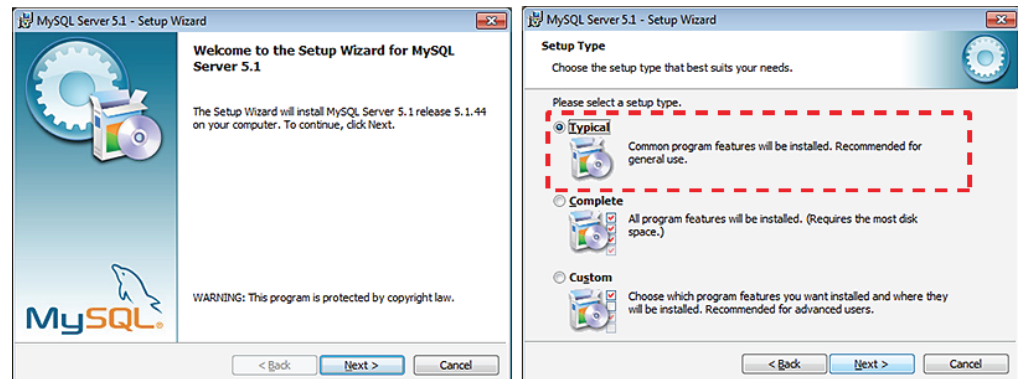 MySQL Server 5.1 - Setup Wizard
Welcome to the Setup Wizard for MySQL
Server 5.1
The Setup Wizard will install MySQL Server 5.1 release 5.1.44
on your computer. To continue, click Next.
WARNING: This program is protected by copyright law.
MySQL®
< Back
Next >
Cancel
MySQL Server 5.1 - Setup Wizard
Setup Type
Choose the setup type that best suits your needs.
Please select a setup type.
Typical
Common program features will be installed. Recommended for
general use.
Complete
All program features will be installed. (Requires the most disk
space.)
Custom
Choose which program features you want installed and where they
will be installed. Recommended for advanced users.
< Back
Next >
Cancel